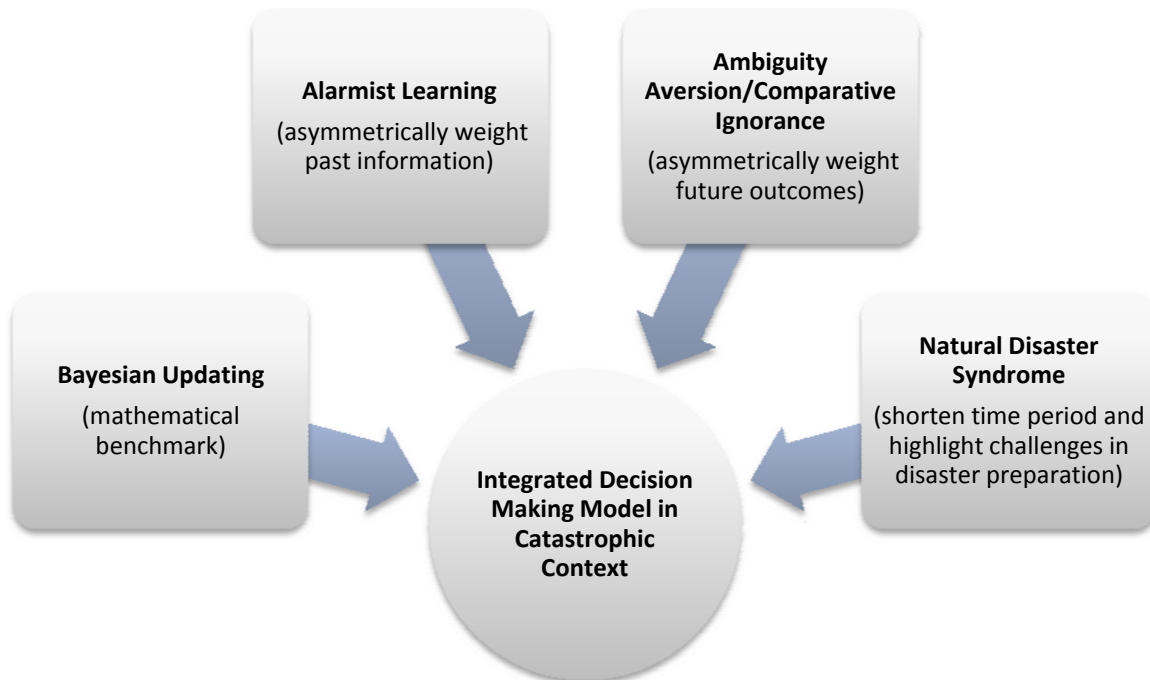 Alarmist Learning
(asymmetrically weight
past information)
Ambiguity
Aversion/Comparative
Ignorance
(asymmetrically weight
future outcomes)
Bayesian Updating
(mathematical
benchmark)
Natural Disaster
Syndrome
(shorten time period and
highlight challenges in
disaster preparation)
Integrated Decision
Making Model in
Catastrophic
Context